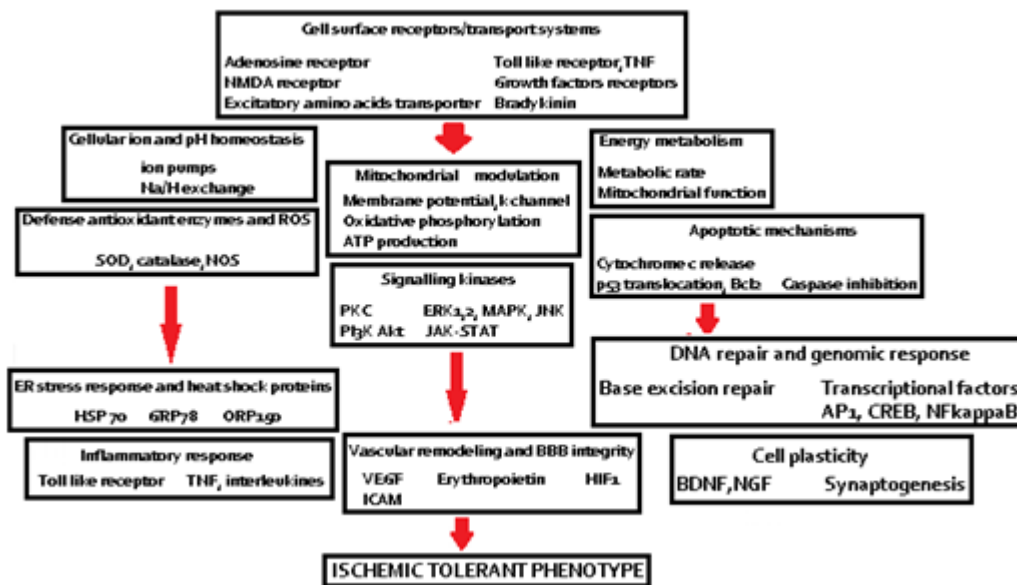 Cell surface receptors/transport systems
Adenosine receptor Toll like receptor,TNF
NMDA receptor Growth factors receptors
Excitatory amino acids transporter Bradykinin
Cellular ion and pH homeostasis
ion pumps
Na/H exchange
Mitochondrial modulation
Membrane potential,k channel
Oxidative phosphorylation
ATP production
Energy metabolism
Metabolic rate
Mitochondrial function
Defense antioxidant enzymes and ROS
SOD, catalase,NOS
Signalling kinases
PKC ERK1,2, MAPK, JNK
PI3K Akt JAK-STAT
Apoptotic mechanisms
Cytochrome c release
p53 translocation, Bcl2 Caspase inhibition
ER stress response and heat shock proteins
HSP70 GRP78 ORP150
DNA repair and genomic response
Base excision repair Transcriptional factors
AP1, CREB, NFkappaB
Inflammatory response
Toll like receptor TNF, interleukines
Vascular remodeling and BBB integrity
VEGF Erythropoietin HIF1
ICAM
Cell plasticity
BDNF,NGF Synaptogenesis
ISCHEMIC TOLERANT PHENOTYPE